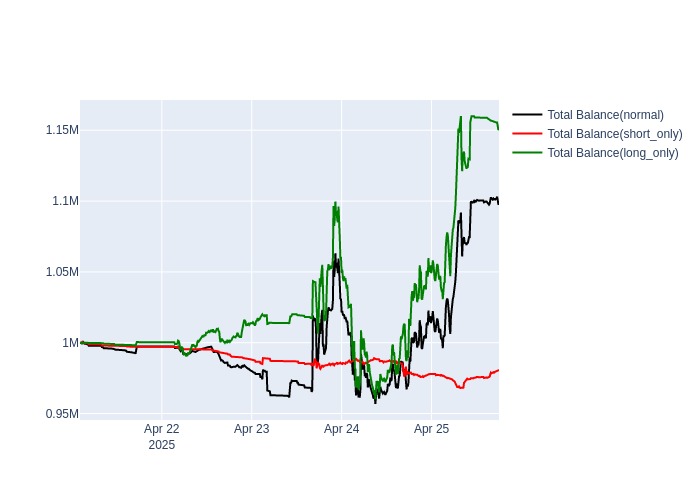 Total Balance(normal)
Total Balance(short_only)
Total Balance(long_only)
1.15M
1.1M
1.05M
1M
0.95M
Apr 22
2025
Apr 23
Apr 24
Apr 25